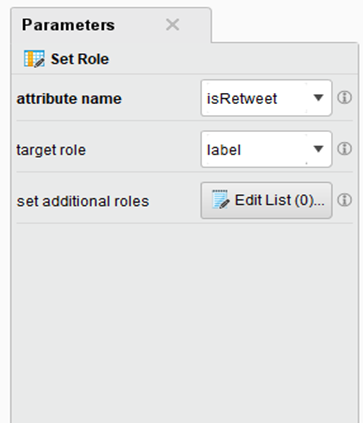 Parameters
Set Role
attribute name isRetweet
target role label
set additional roles Edit List (0)...